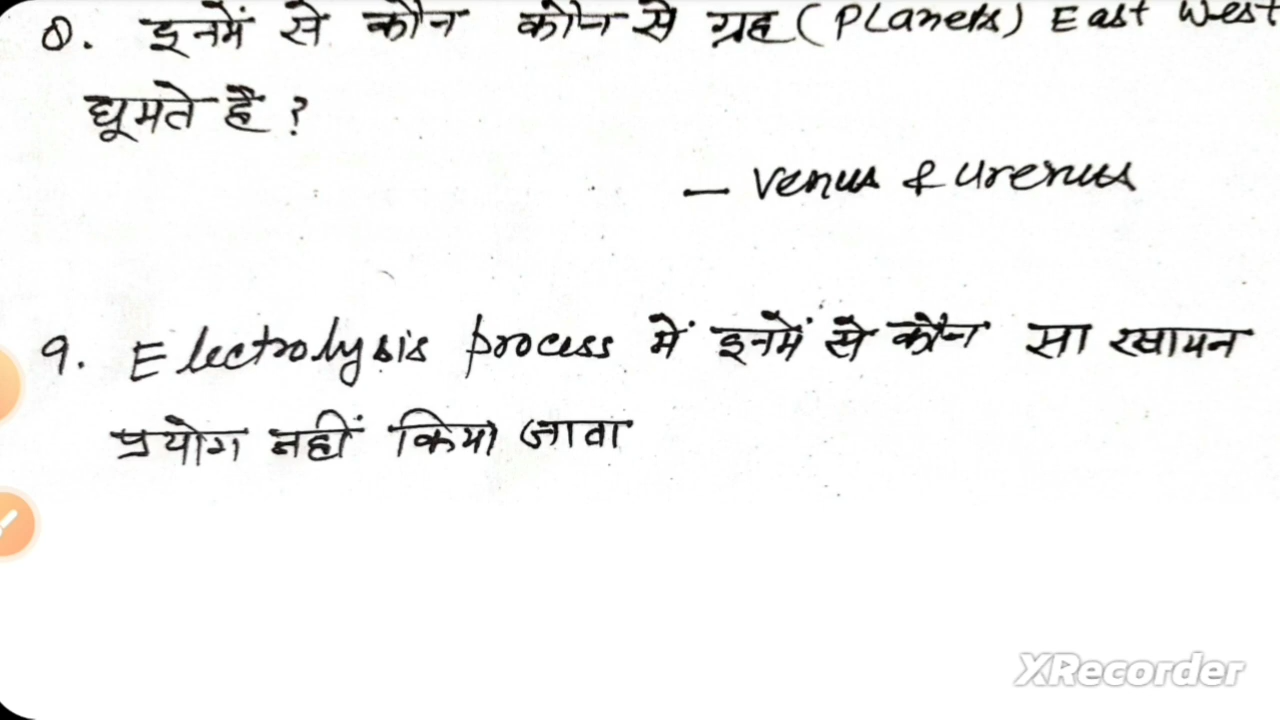 8. इनमें से कौन कौन से ग्रह (Planets) East West
घूमते है ?
– Venus & Urenus
9. Electrolysis process में इनमें से कौन सा रसायन
प्रयोग नहीं किया जाता
XRecorder